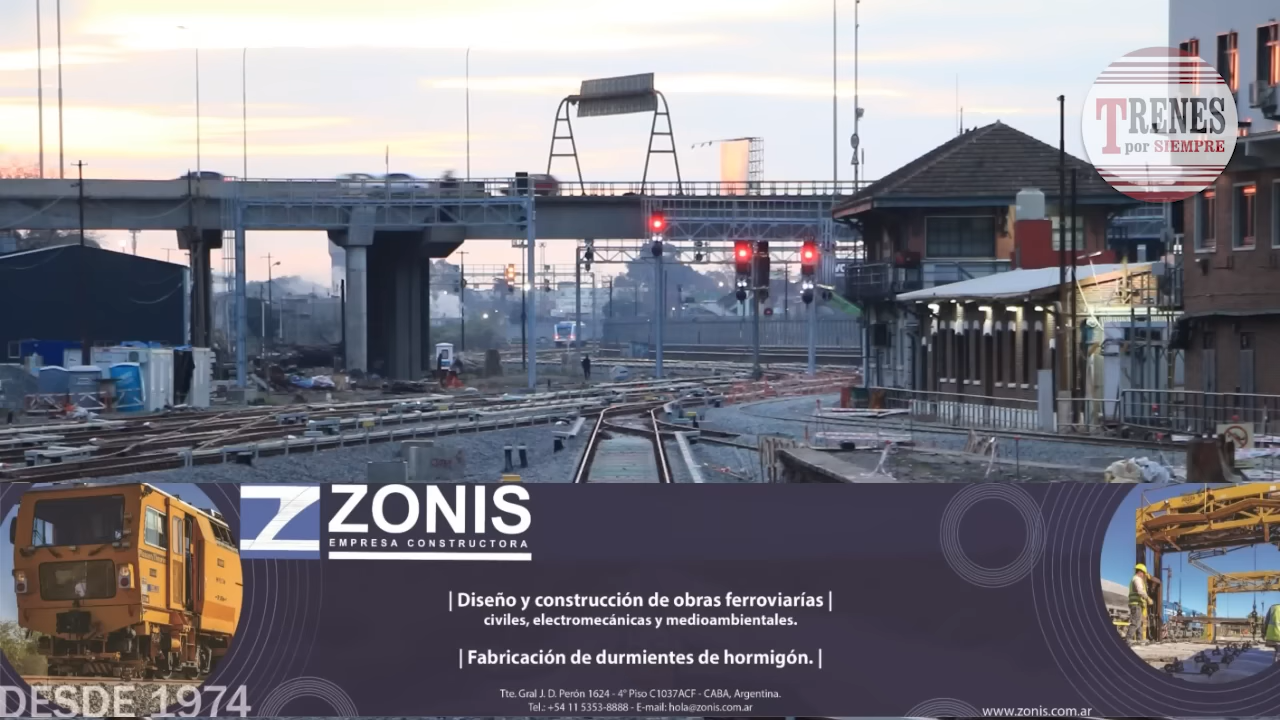 TRENES
por SIEMPRE
ZONIS
EMPRESA CONSTRUCTORA
| Diseño y construcción de obras ferroviarías |
civiles, electromecánicas y medioambientales.
| Fabricación de durmientes de hormigón. |
DESDE 1974
Tte. Gral J. D. Perón 1624 - 4° Piso C1037ACF - CABA, Argentina.
Tel.: +54 11 5353-8888 - E-mail: hola@zonis.com.ar
www.zonis.com.ar